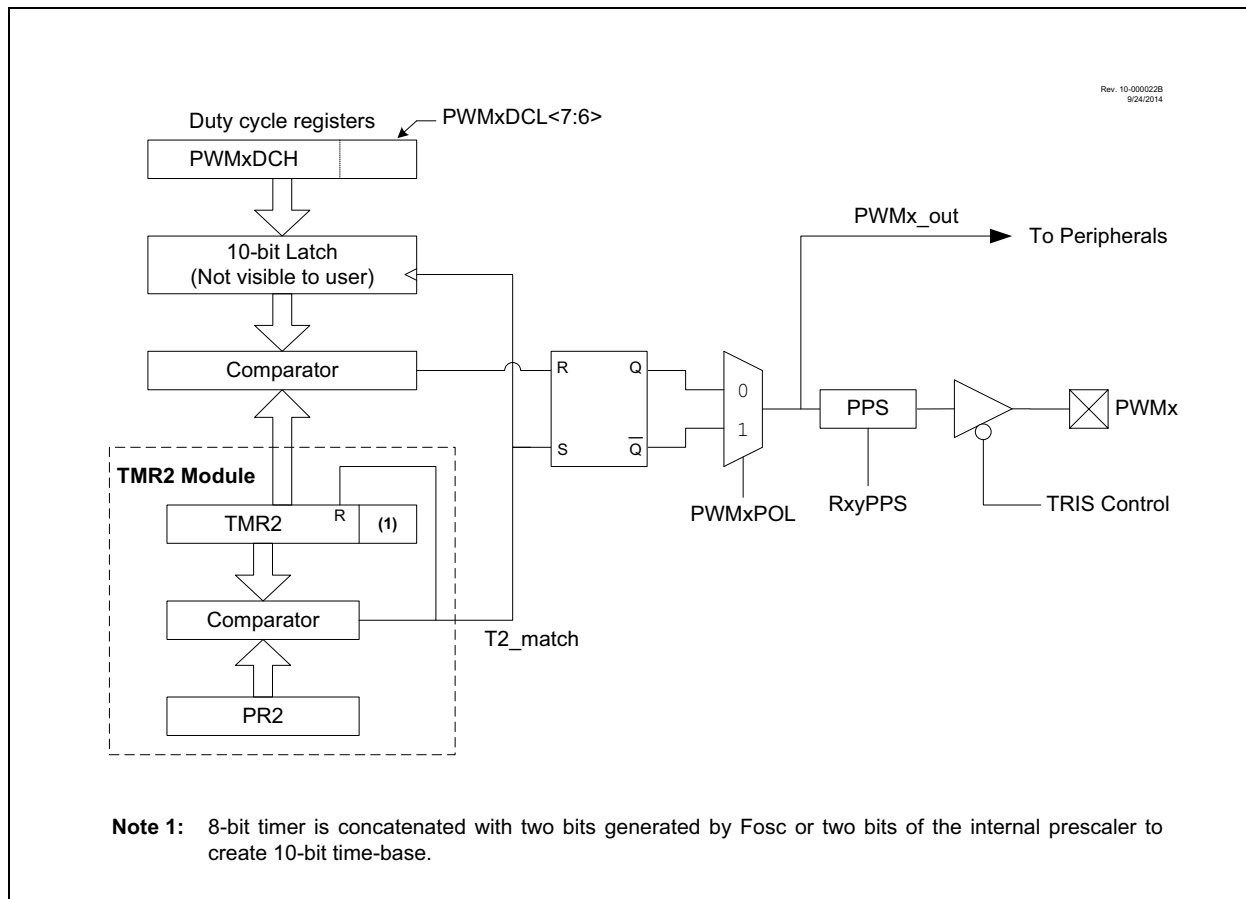 Rev. 10-000022B
9/24/2014
Duty cycle registers
PWMxDCL<7:6>
PWMxDCH
10-bit Latch
(Not visible to user)
Comparator
PWMx_out
To Peripherals
R
Q
S
Q̅
0
1
PWMxPOL
PPS
RxyPPS
PWMx
TRIS Control
TMR2 Module
TMR2
R
(1)
Comparator
T2_match
PR2
Note 1: 8-bit timer is concatenated with two bits generated by Fosc or two bits of the internal prescaler to
create 10-bit time-base.